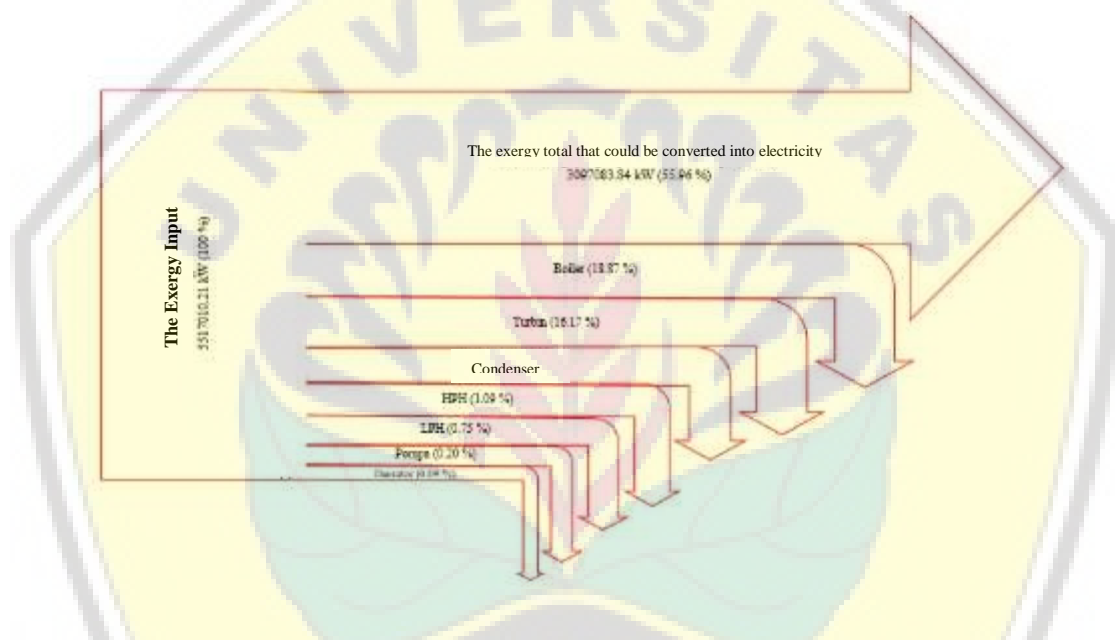 UNIVERSITAS
The exergy total that could be converted into electricity
3097083.84 kW (55.96 %)
The Exergy Input
5517010.21 kW (100 %)
Boiler (18.87 %)
Turbin (16.17 %)
Condenser
HPH (1.09 %)
LPH (0.75 %)
Pompa (0.20 %)